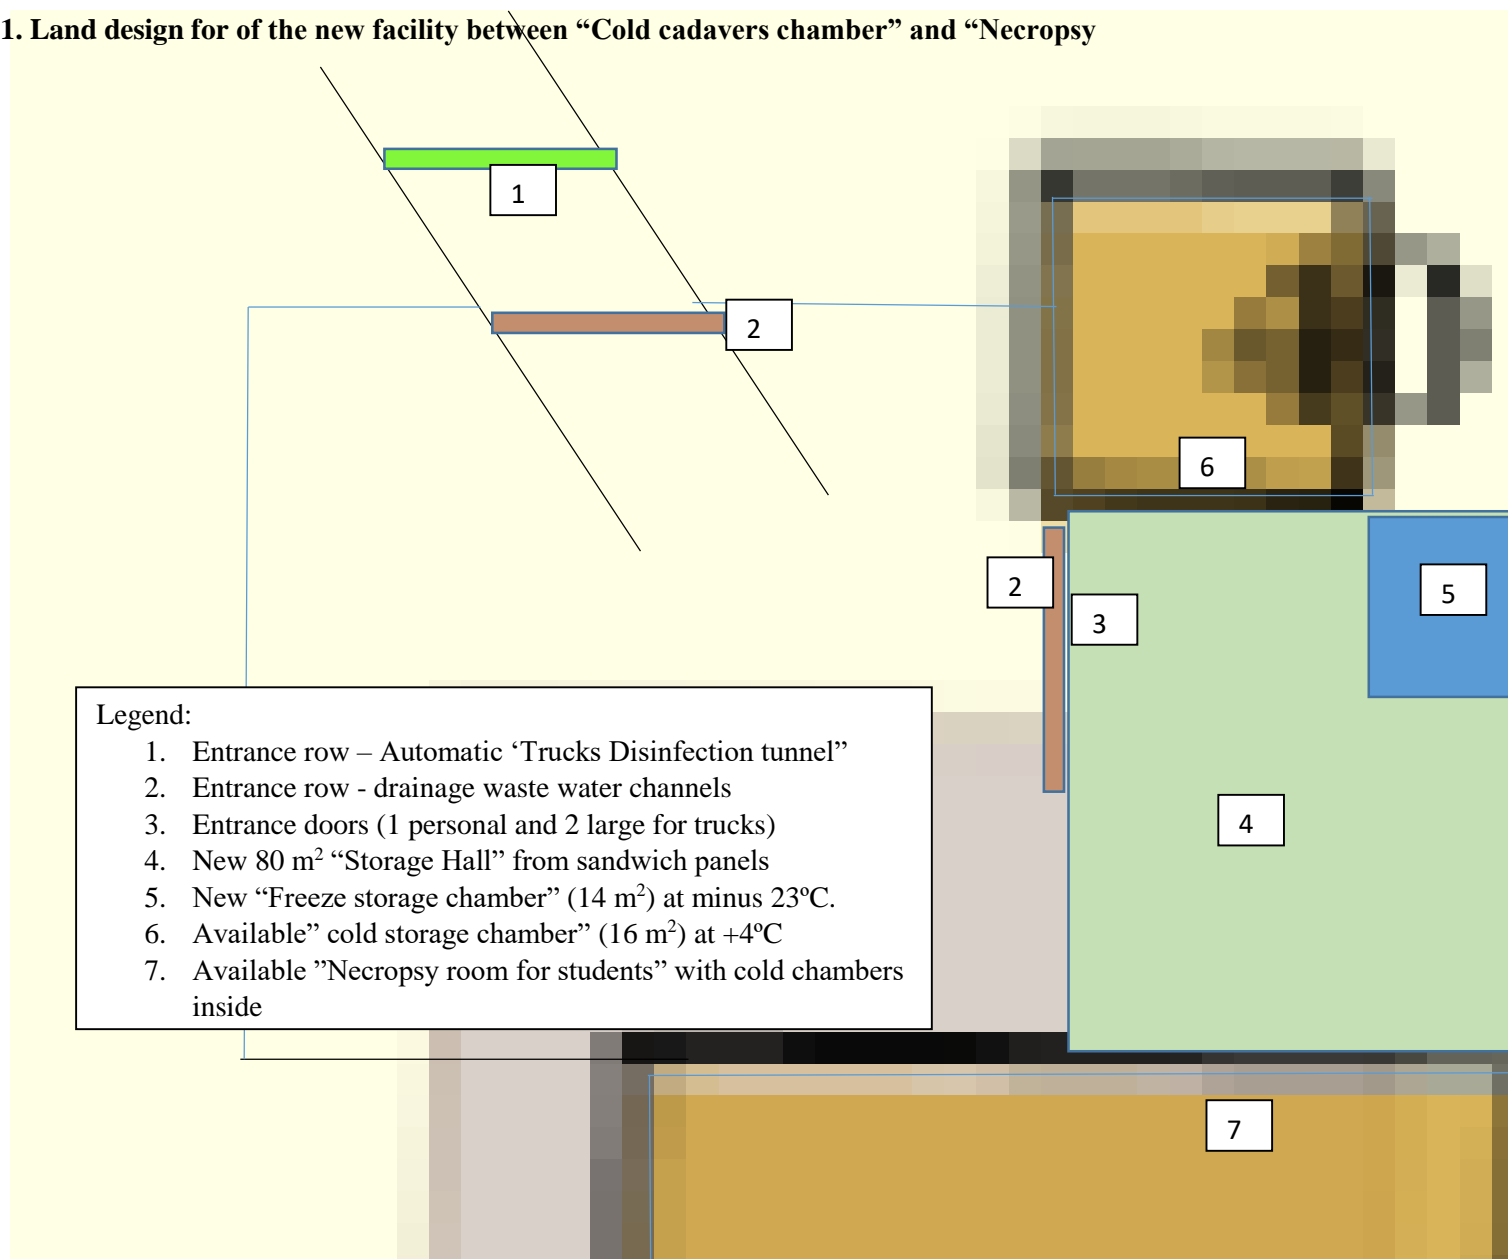 1. Land design for of the new facility between “Cold cadavers chamber” and “Necropsy
1
2
6
2
3
5
4
Legend:
1. Entrance row – Automatic ‘Trucks Disinfection tunnel”
2. Entrance row - drainage waste water channels
3. Entrance doors (1 personal and 2 large for trucks)
4. New 80 m² “Storage Hall” from sandwich panels
5. New “Freeze storage chamber” (14 m²) at minus 23ºC.
6. Available” cold storage chamber” (16 m²) at +4ºC
7. Available ”Necropsy room for students” with cold chambers
inside
7